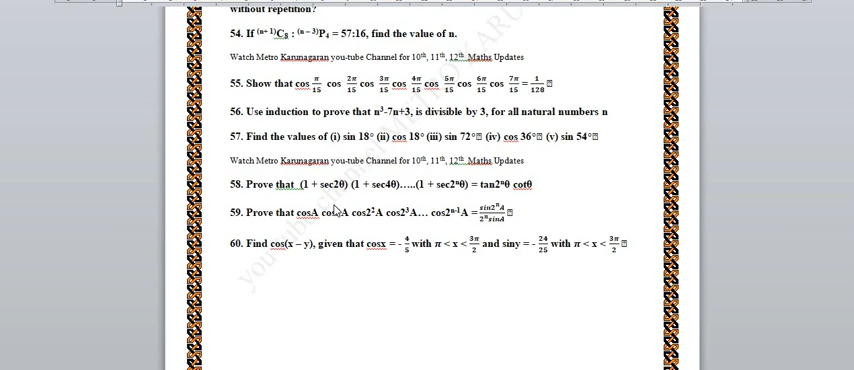 without repetition?
54. If ⁽ⁿ⁺ ¹⁾C₈ : ⁽ⁿ ⁻ ³⁾P₄ = 57:16, find the value of n.
Watch Metro Karunagaran you-tube Channel for 10ᵗʰ, 11ᵗʰ, 12ᵗʰ Maths Updates
55. Show that cos π/15 cos 2π/15 cos 3π/15 cos 4π/15 cos 5π/15 cos 6π/15 cos 7π/15 = 1/128
56. Use induction to prove that n³-7n+3, is divisible by 3, for all natural numbers n
57. Find the values of (i) sin 18° (ii) cos 18° (iii) sin 72° (iv) cos 36° (v) sin 54°
Watch Metro Karunagaran you-tube Channel for 10ᵗʰ, 11ᵗʰ, 12ᵗʰ Maths Updates
58. Prove that (1 + sec2θ) (1 + sec4θ)…..(1 + sec2ⁿθ) = tan2ⁿθ cotθ
59. Prove that cosA cos2A cos2²A cos2³A… cos2ⁿ⁻¹A = sin2ⁿA/2ⁿsinA
60. Find cos(x – y), given that cosx = - 4/5 with π < x < 3π/2 and siny = - 24/25 with π < x < 3π/2